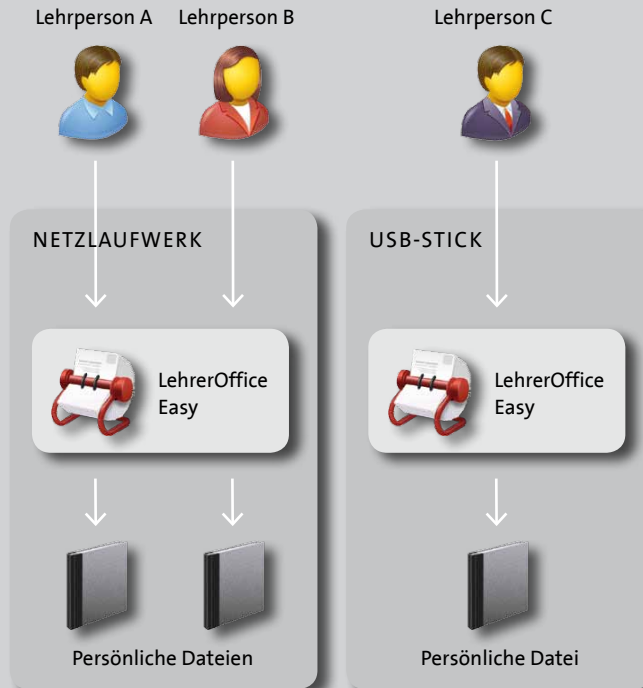 Lehrperson A
Lehrperson B
Lehrperson C
NETZLAUFWERK
USB-STICK
LehrerOffice
Easy
LehrerOffice
Easy
Persönliche Dateien
Persönliche Datei